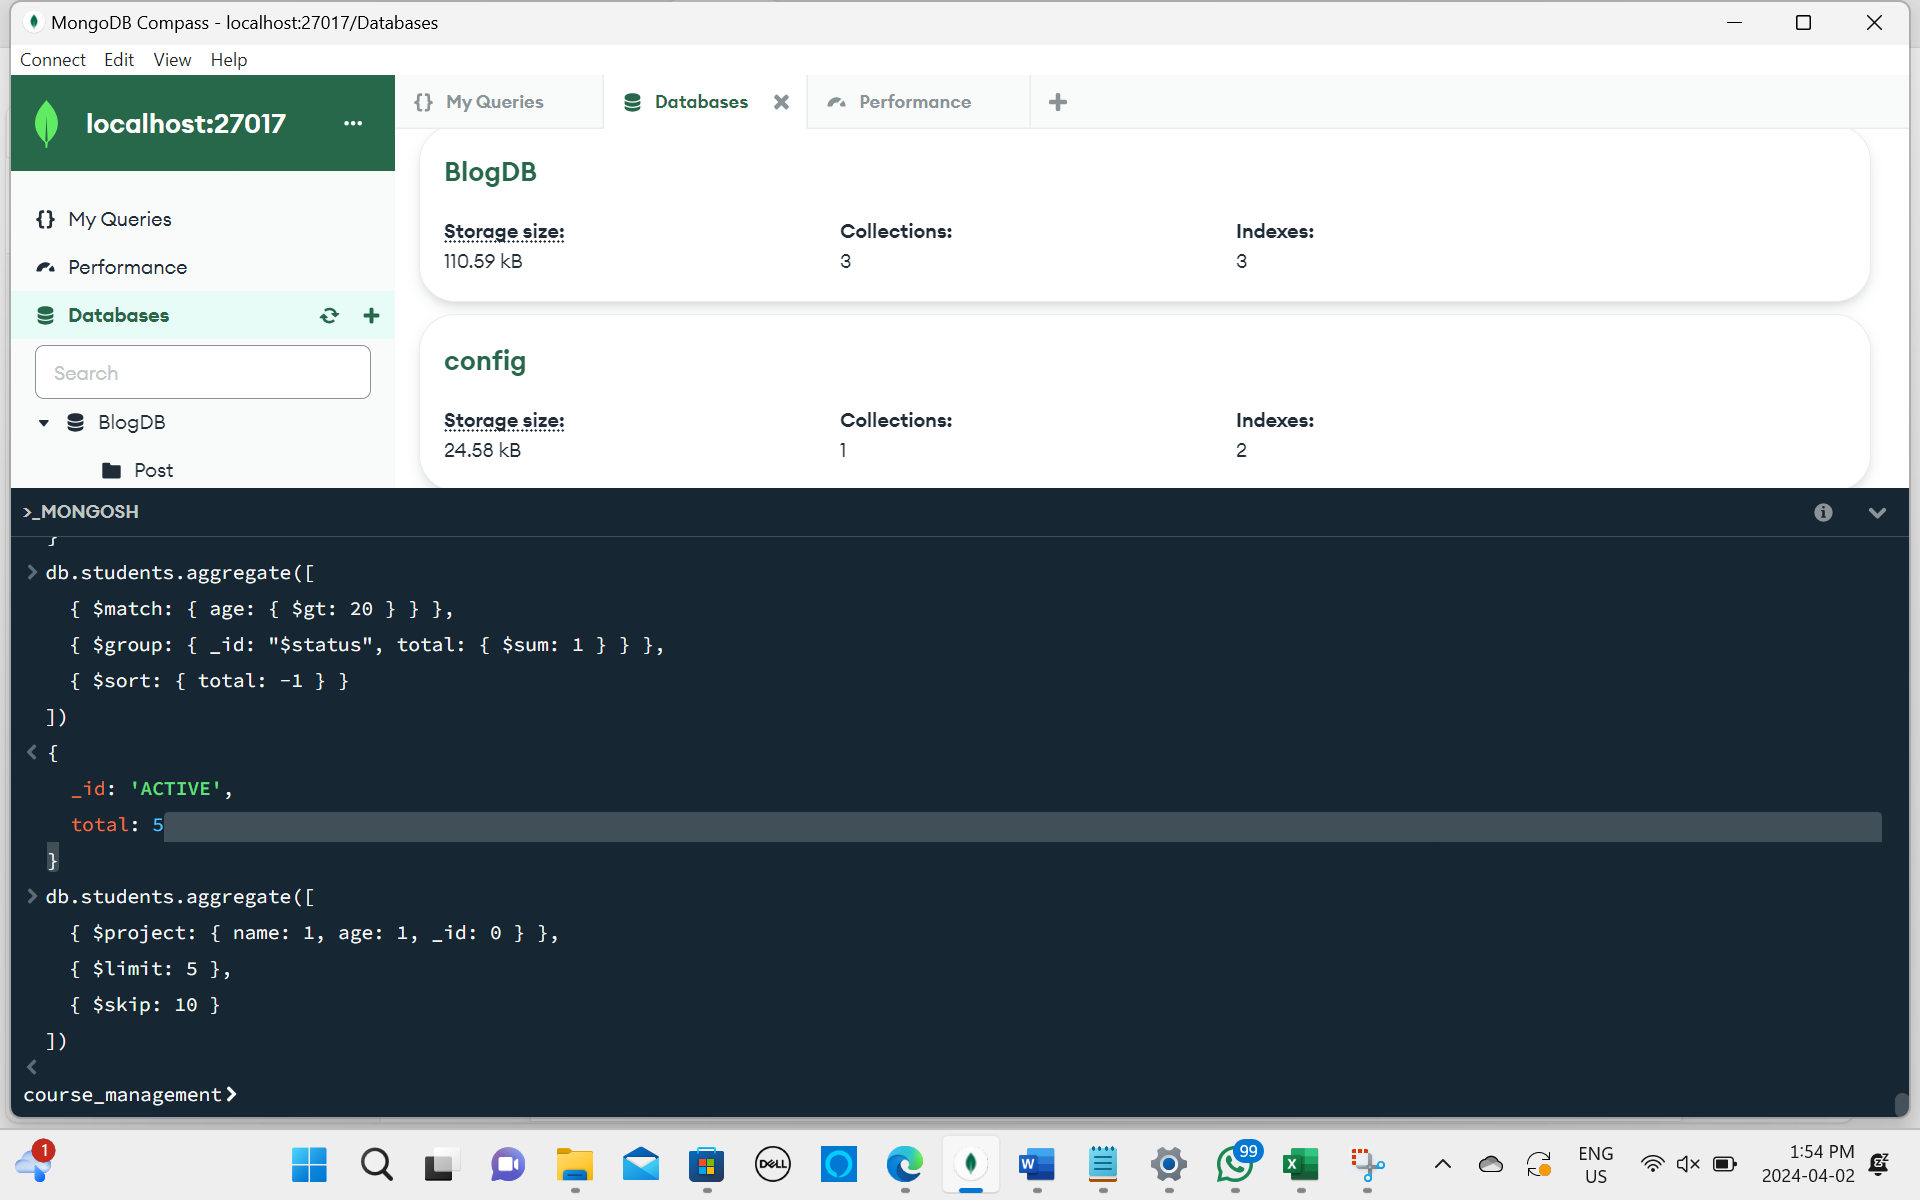 MongoDB Compass - localhost:27017/Databases
Connect Edit View Help
localhost:27017 ...
{} My Queries
Databases
Performance
My Queries
Performance
Databases
Search
BlogDB
Post
BlogDB
Storage size: Collections: Indexes:
110.59 kB 3 3
config
Storage size: Collections: Indexes:
24.58 kB 1 2
>_MONGOSH
}
> db.students.aggregate([
{ $match: { age: { $gt: 20 } } },
{ $group: { _id: "$status", total: { $sum: 1 } } },
{ $sort: { total: -1 } }
])
< {
_id: 'ACTIVE',
total: 5
}
> db.students.aggregate([
{ $project: { name: 1, age: 1, _id: 0 } },
{ $limit: 5 },
{ $skip: 10 }
])
<
course_management>
1
DELL
W
99
X
ENG
US
1:54 PM
2024-04-02